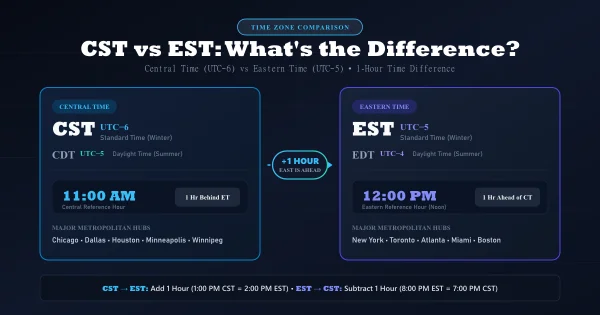 TIME ZONE COMPARISON
CST vs EST: What's the Difference?
Central Time (UTC-6) vs Eastern Time (UTC-5) • 1-Hour Time Difference
CENTRAL TIME
CST UTC−6
Standard Time (Winter)
CDT UTC−5 Daylight Time (Summer)
11:00 AM
Central Reference Hour
1 Hr Behind ET
MAJOR METROPOLITAN HUBS
Chicago • Dallas • Houston • Minneapolis • Winnipeg
+1 HOUR
EAST IS AHEAD
EASTERN TIME
EST UTC−5
Standard Time (Winter)
EDT UTC−4 Daylight Time (Summer)
12:00 PM
Eastern Reference Hour (Noon)
1 Hr Ahead of CT
MAJOR METROPOLITAN HUBS
New York • Toronto • Atlanta • Miami • Boston
CST → EST: Add 1 Hour (1:00 PM CST = 2:00 PM EST) • EST → CST: Subtract 1 Hour (8:00 PM EST = 7:00 PM CST)